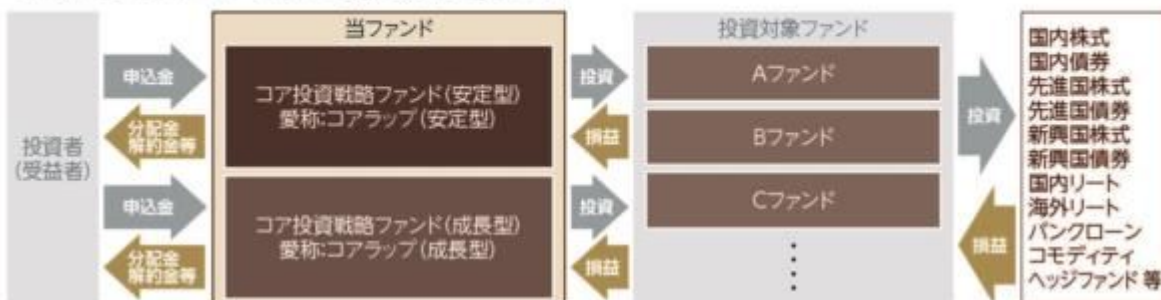 投資者
(受益者)
申込金
分配金
解約金等
申込金
分配金
解約金等
当ファンド
コア投資戦略ファンド(安定型)
愛称:コアラップ(安定型)
コア投資戦略ファンド(成長型)
愛称:コアラップ(成長型)
投資
損益
投資
損益
投資対象ファンド
Aファンド
Bファンド
Cファンド
投資
損益
国内株式
国内債券
先進国株式
先進国債券
新興国株式
新興国債券
国内リート
海外リート
バンクローン
コモディティ
ヘッジファンド 等